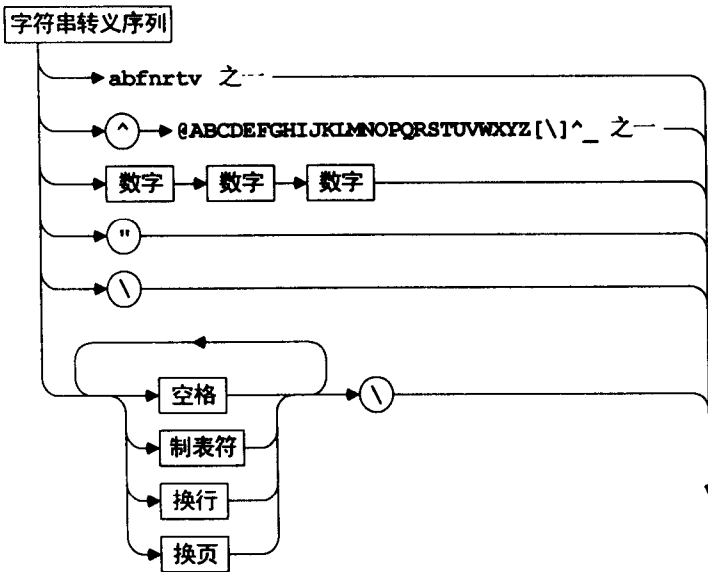 字符串转义序列
abfnrtv 之一
^ @ABCDEFGHIJKLMNOPQRSTUVWXYZ[\]^_ 之一
数字 数字 数字
"
\
空格 \
制表符
换行
换页